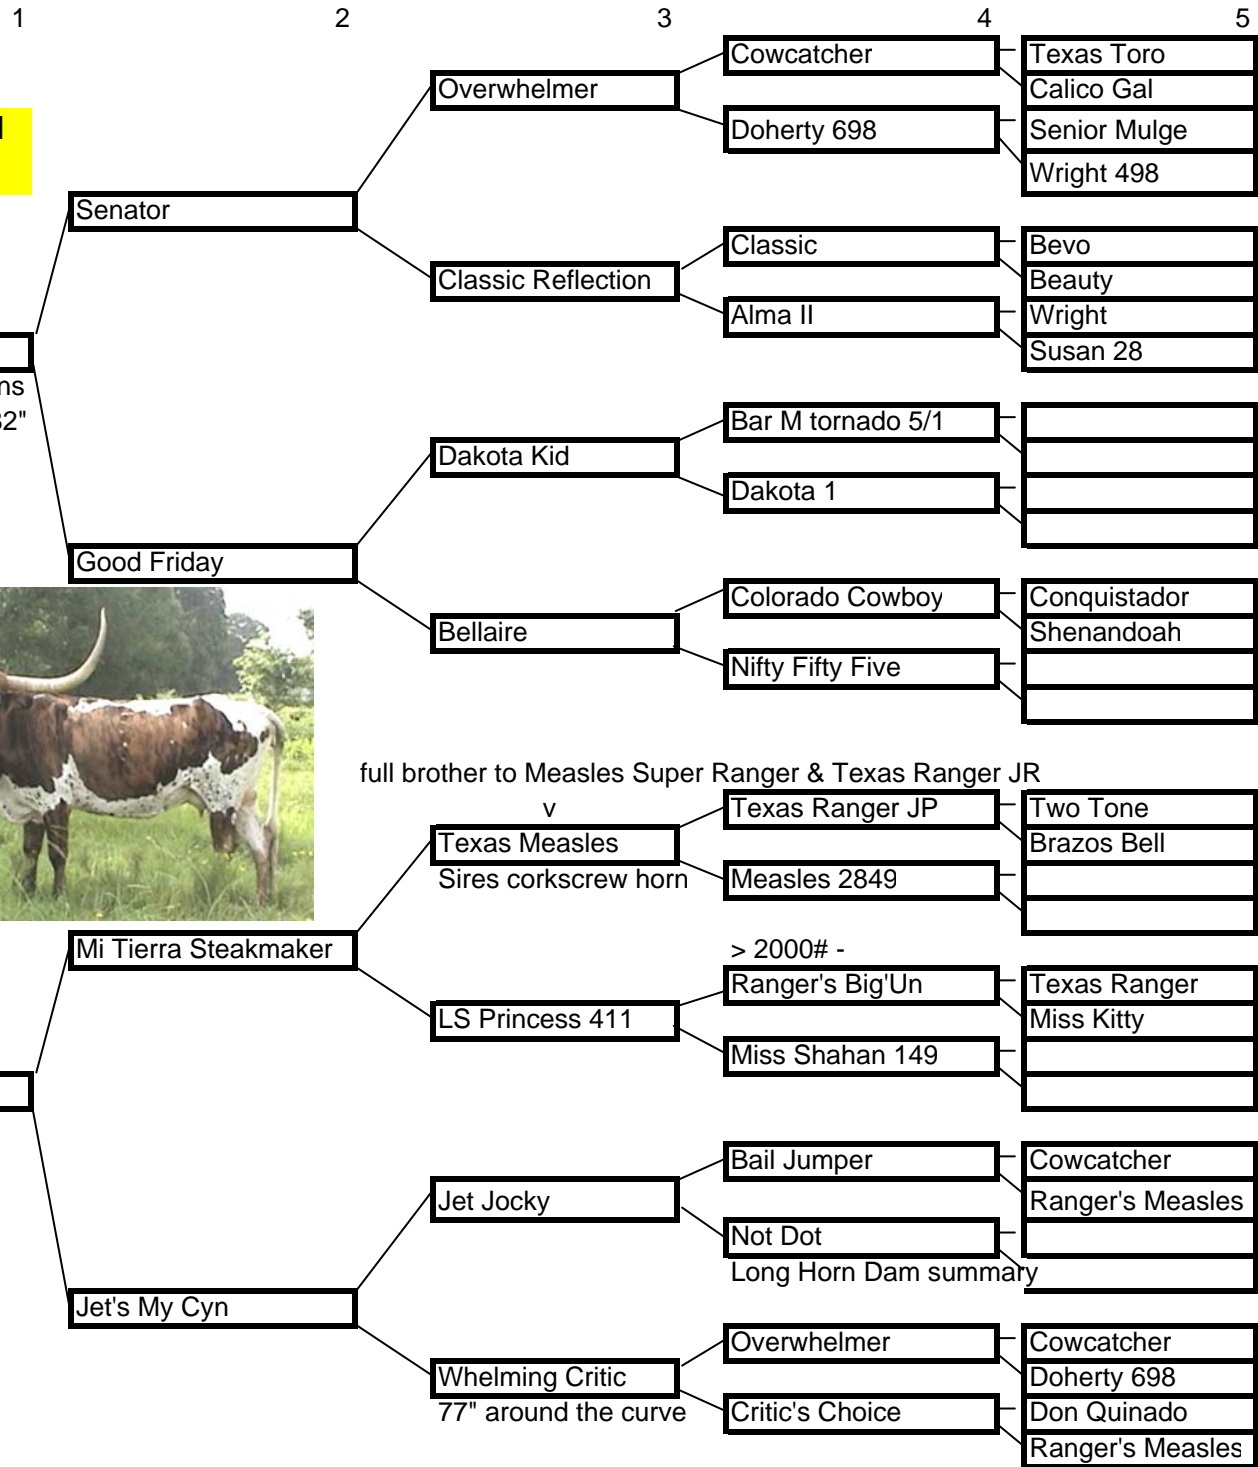 1 2 3 4 5
Cowcatcher
Texas Toro
Overwhelmer
Calico Gal
Doherty 698
Senior Mulge
Wright 498
Senator
Classic
Bevo
Classic Reflection
Beauty
Alma II
Wright
Susan 28
Bar M tornado 5/1
Dakota Kid
Dakota 1
Good Friday
Colorado Cowboy
Conquistador
Bellaire
Shenandoah
Nifty Fifty Five
full brother to Measles Super Ranger & Texas Ranger JR
v
Texas Ranger JP
Two Tone
Texas Measles
Brazos Bell
Sires corkscrew horn
Measles 2849
Mi Tierra Steakmaker
> 2000# -
Ranger's Big'Un
Texas Ranger
LS Princess 411
Miss Kitty
Miss Shahan 149
Bail Jumper
Cowcatcher
Jet Jocky
Ranger's Measles
Not Dot
Long Horn Dam summary
Jet's My Cyn
Overwhelmer
Cowcatcher
Whelming Critic
Doherty 698
77" around the curve
Critic's Choice
Don Quinado
Ranger's Measles